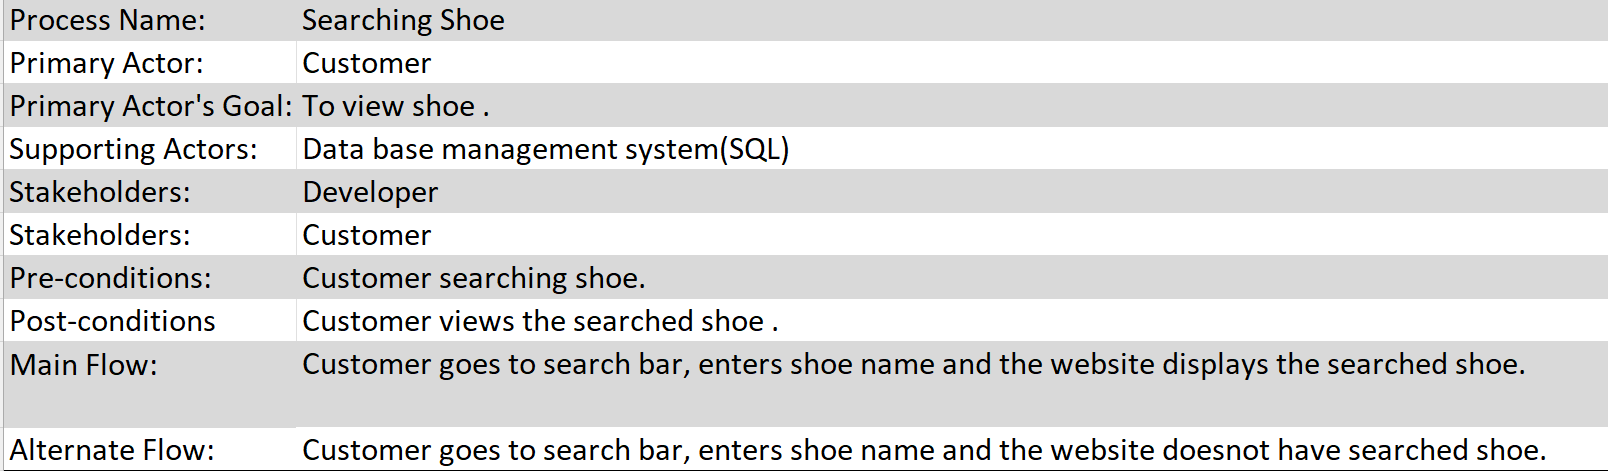 Process Name: Searching Shoe
Primary Actor: Customer
Primary Actor's Goal: To view shoe .
Supporting Actors: Data base management system(SQL)
Stakeholders: Developer
Stakeholders: Customer
Pre-conditions: Customer searching shoe.
Post-conditions Customer views the searched shoe .
Main Flow: Customer goes to search bar, enters shoe name and the website displays the searched shoe.
Alternate Flow: Customer goes to search bar, enters shoe name and the website doesnot have searched shoe.